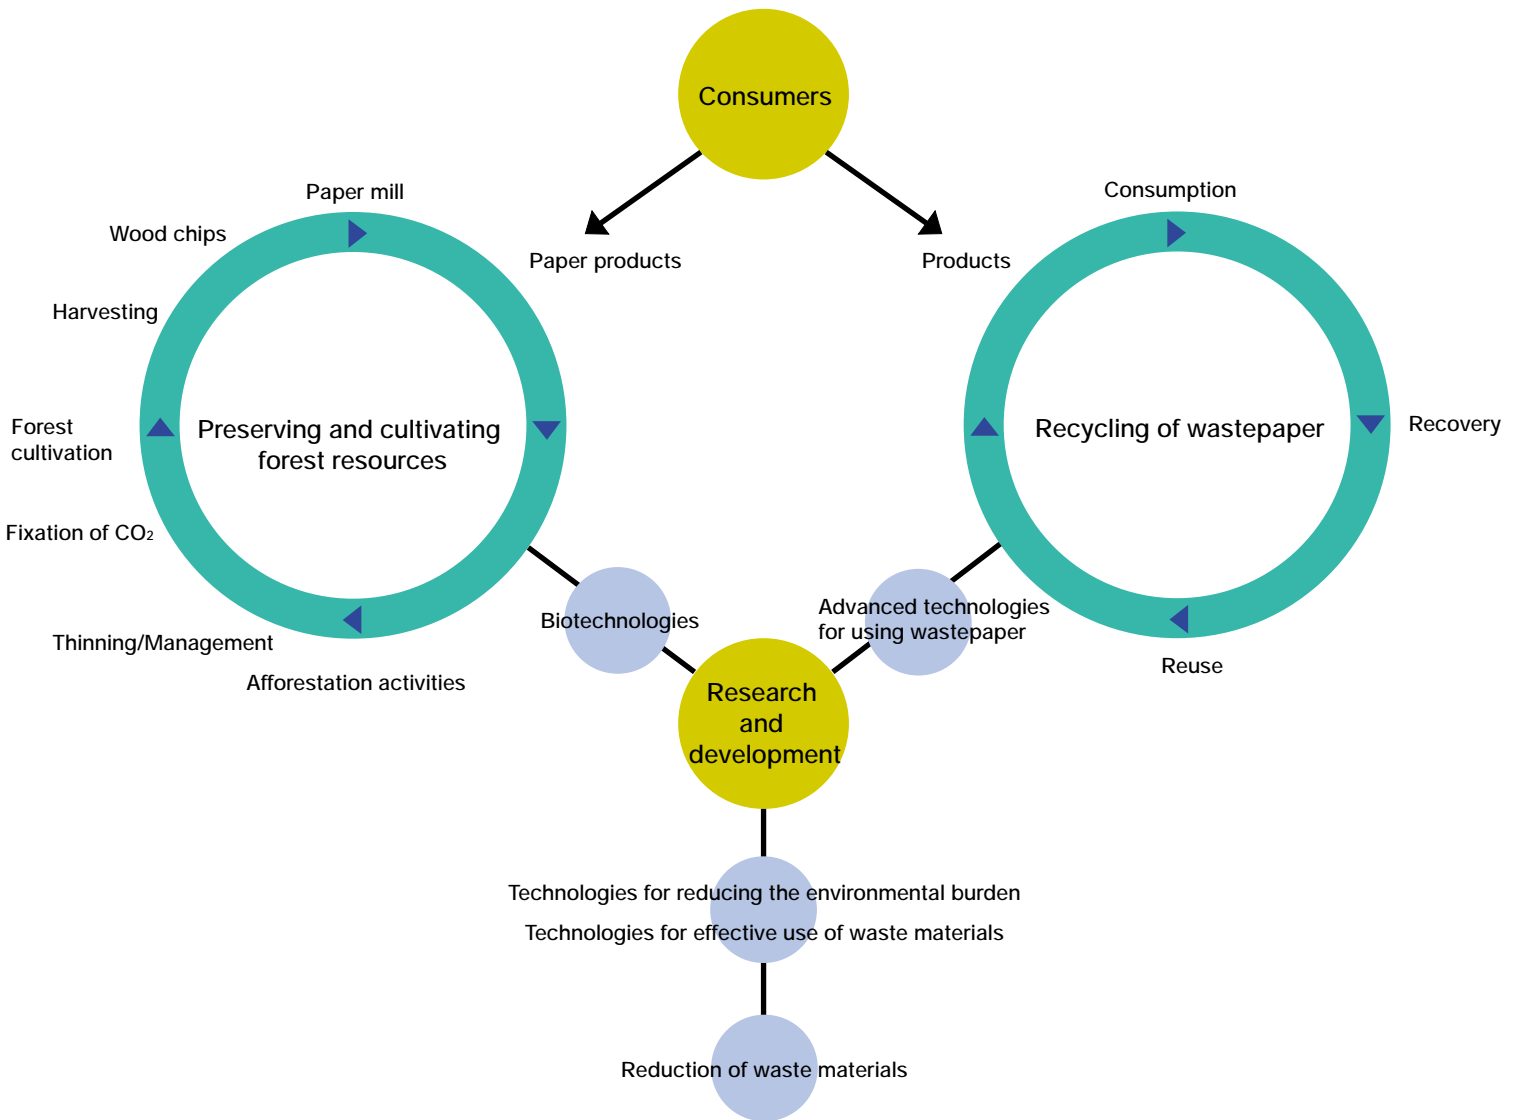 Consumers
Paper mill
Consumption
Wood chips
Paper products
Products
Harvesting
Forest
cultivation
Preserving and cultivating
forest resources
Recycling of wastepaper
Recovery
Fixation of CO₂
Biotechnologies
Advanced technologies
for using wastepaper
Thinning/Management
Afforestation activities
Reuse
Research
and
development
Technologies for reducing the environmental burden
Technologies for effective use of waste materials
Reduction of waste materials